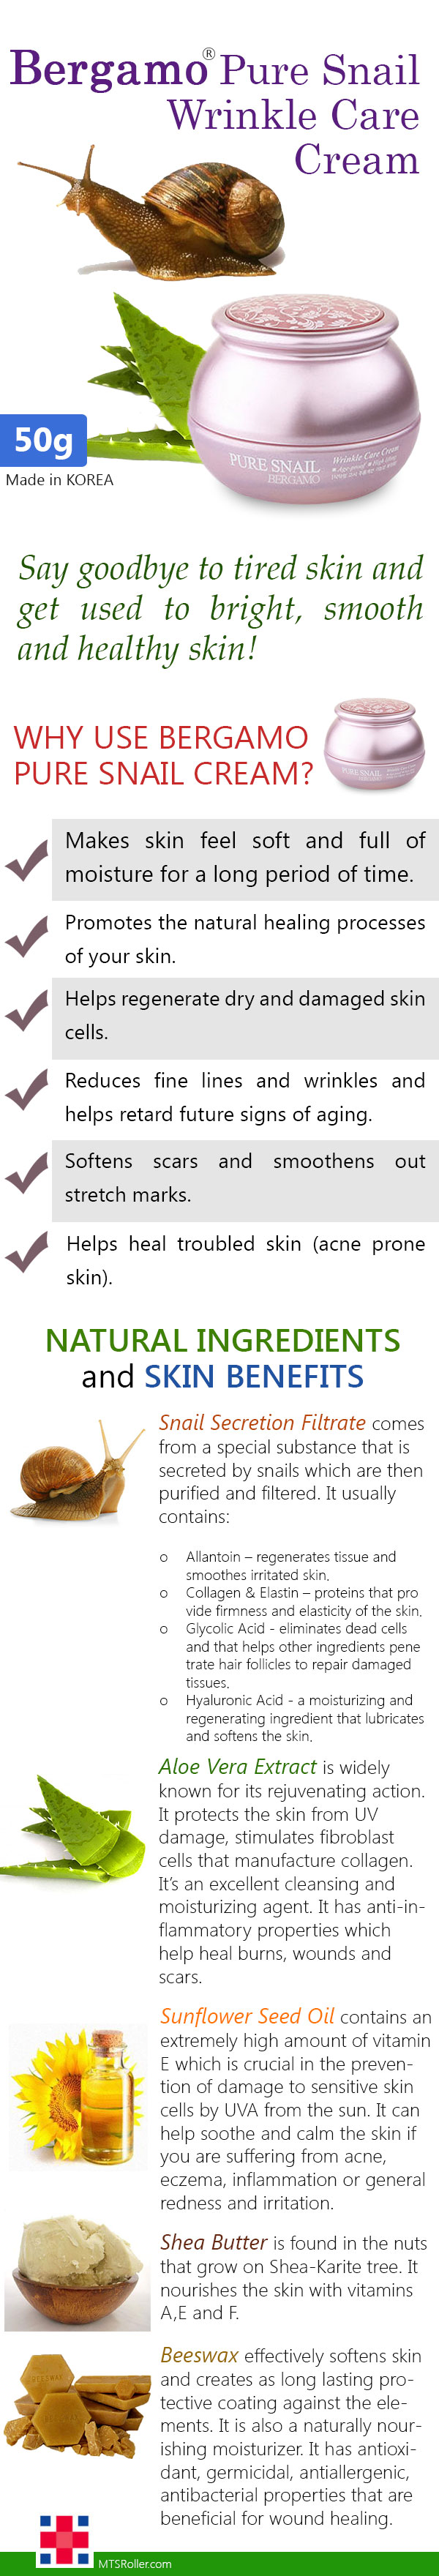 Bergamo® Pure Snail
Wrinkle Care
Cream
PURE SNAIL
BERGAMO
Wrinkle Care Cream
50g
Made in KOREA
Say goodbye to tired skin and
get used to bright, smooth
and healthy skin!
WHY USE BERGAMO
PURE SNAIL CREAM?
PURE SNAIL
Makes skin feel soft and full of
moisture for a long period of time.
Promotes the natural healing processes
of your skin.
Helps regenerate dry and damaged skin
cells.
Reduces fine lines and wrinkles and
helps retard future signs of aging.
Softens scars and smoothens out
stretch marks.
Helps heal troubled skin (acne prone
skin).
NATURAL INGREDIENTS
and SKIN BENEFITS
Snail Secretion Filtrate comes
from a special substance that is
secreted by snails which are then
purified and filtered. It usually
contains:
o Allantoin – regenerates tissue and
smoothes irritated skin.
o Collagen & Elastin – proteins that pro
vide firmness and elasticity of the skin.
o Glycolic Acid - eliminates dead cells
and that helps other ingredients pene
trate hair follicles to repair damaged
tissues.
o Hyaluronic Acid - a moisturizing and
regenerating ingredient that lubricates
and softens the skin.
Aloe Vera Extract is widely
known for its rejuvenating action.
It protects the skin from UV
damage, stimulates fibroblast
cells that manufacture collagen.
It's an excellent cleansing and
moisturizing agent. It has anti-in-
flammatory properties which
help heal burns, wounds and
scars.
Sunflower Seed Oil contains an
extremely high amount of vitamin
E which is crucial in the preven-
tion of damage to sensitive skin
cells by UVA from the sun. It can
help soothe and calm the skin if
you are suffering from acne,
eczema, inflammation or general
redness and irritation.
Shea Butter is found in the nuts
that grow on Shea-Karite tree. It
nourishes the skin with vitamins
A,E and F.
Beeswax effectively softens skin
and creates as long lasting pro-
tective coating against the ele-
ments. It is also a naturally nour-
ishing moisturizer. It has antioxi-
dant, germicidal, antiallergenic,
antibacterial properties that are
beneficial for wound healing.
MTSRoller.com